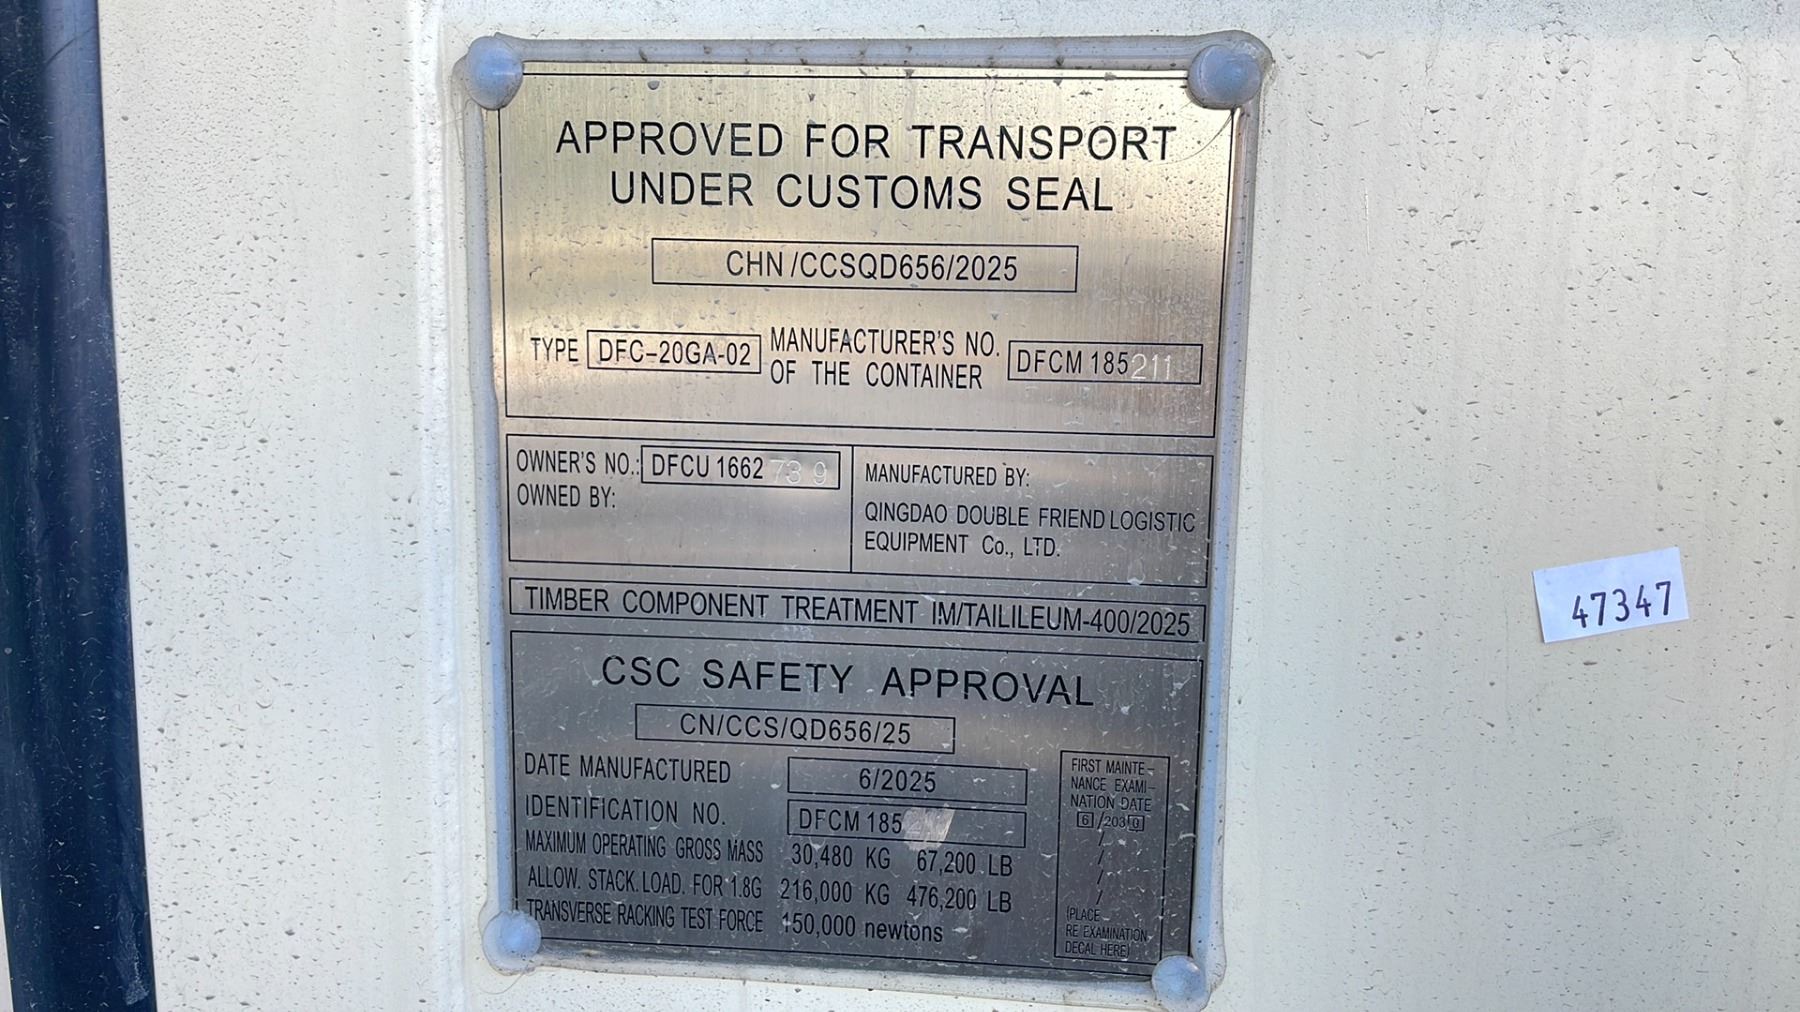 APPROVED FOR TRANSPORT
UNDER CUSTOMS SEAL
CHN/CCSQD656/2025
TYPE DFC-20GA-02 MANUFACTURER'S NO. OF THE CONTAINER DFCM 185211
OWNER'S NO.: DFCU 1662739
OWNED BY:
MANUFACTURED BY:
QINGDAO DOUBLE FRIEND LOGISTIC
EQUIPMENT Co., LTD.
TIMBER COMPONENT TREATMENT IM/TAILILEUM-400/2025
CSC SAFETY APPROVAL
CN/CCS/QD656/25
DATE MANUFACTURED 6/2025
IDENTIFICATION NO. DFCM 185
MAXIMUM OPERATING GROSS MASS 30,480 KG 67,200 LB
ALLOW. STACK. LOAD. FOR 1.8G 216,000 KG 476,200 LB
TRANSVERSE RACKING TEST FORCE 150,000 newtons
FIRST MAINTE-
NANCE EXAMI-
NATION DATE
6/2030
/
/
/
/
(PLACE
RE EXAMINATION
DECAL HERE)
47347